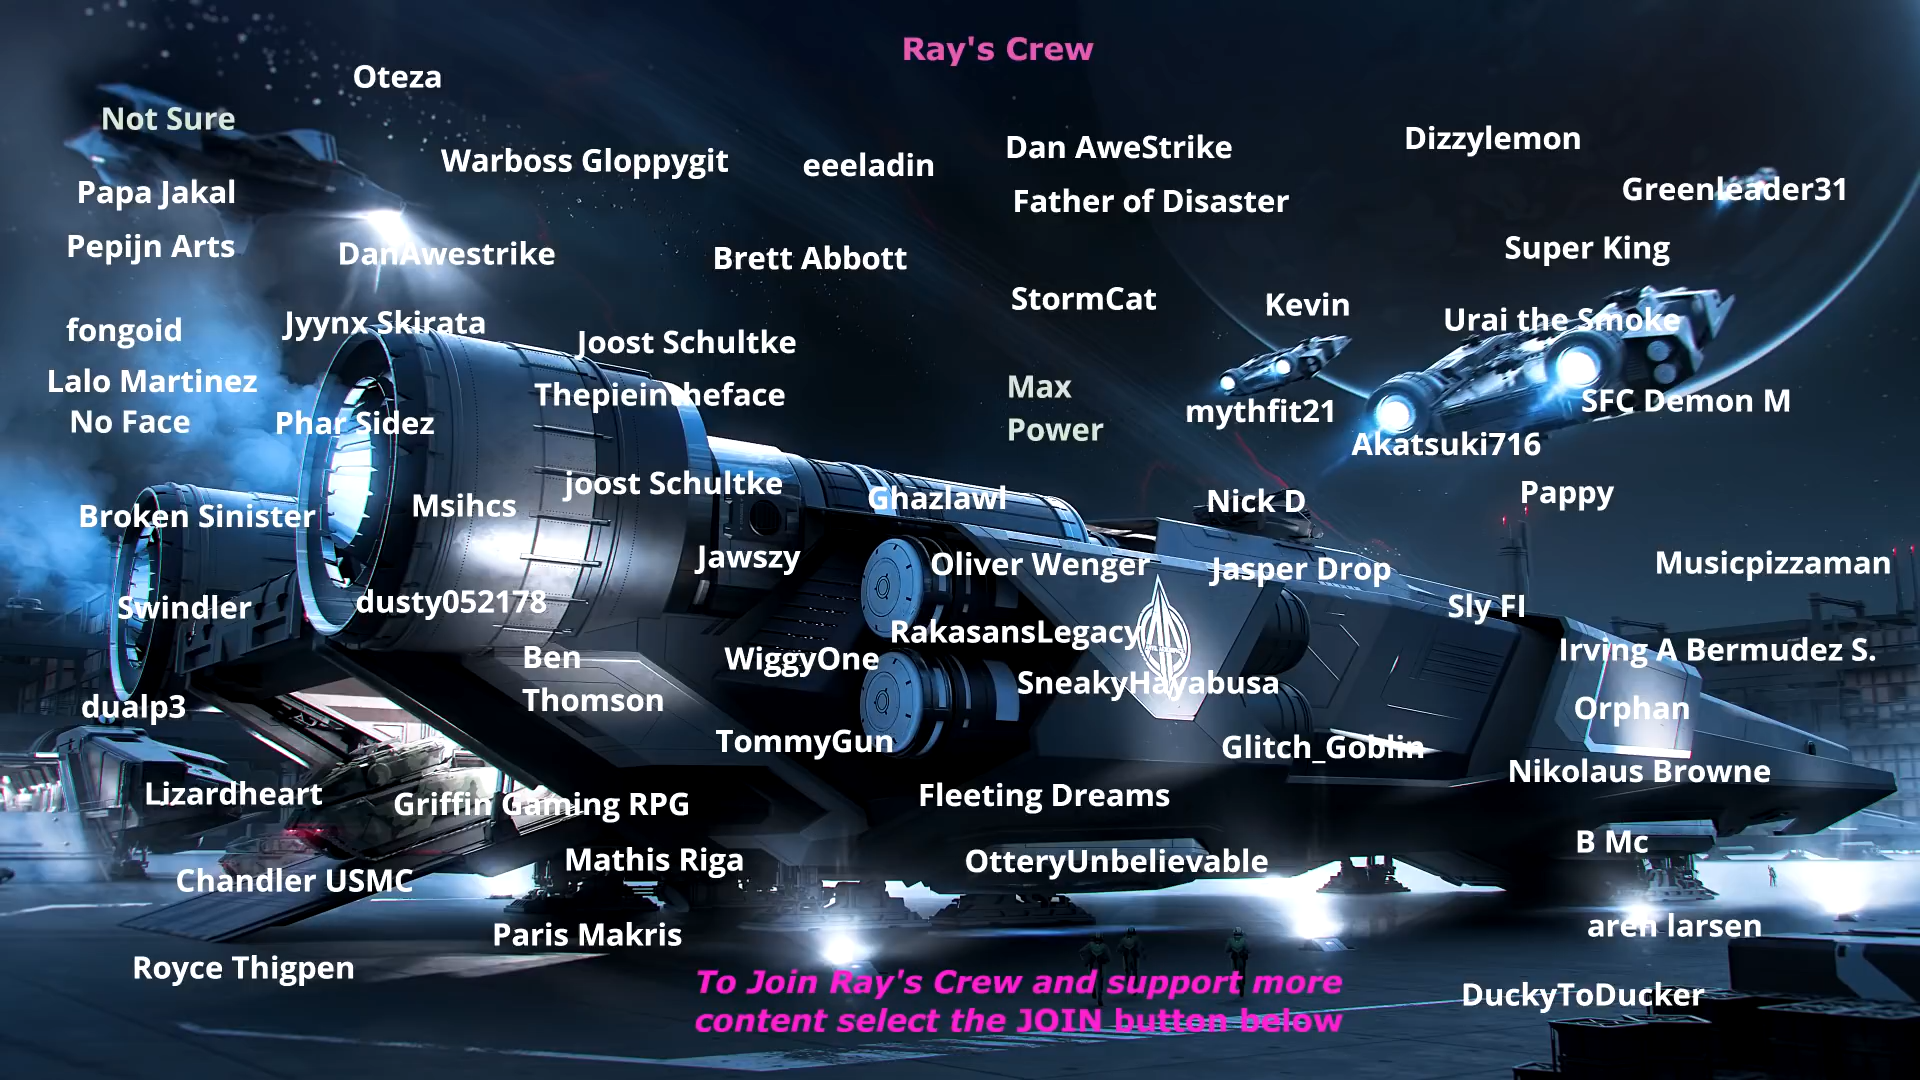 Ray's Crew
Oteza
Not Sure
Warboss Gloppygit
eeeladin
Dan AweStrike
Dizzylemon
Papa Jakal
Father of Disaster
Greenleader31
Pepijn Arts
DanAwestrike
Brett Abbott
Super King
StormCat
Kevin
fongoid
Jyynx Skirata
Joost Schultke
Urai the Smoke
Lalo Martinez
Thepieintheface
Max
Power
mythfit21
SFC Demon M
No Face
Phar Sidez
Akatsuki716
joost Schultke
Ghazlawl
Nick D
Pappy
Broken Sinister
Msihcs
Jawszy
Oliver Wenger
Jasper Drop
Musicpizzaman
Swindler
dusty052178
Sly FI
RakasansLegacy
Ben
Thomson
WiggyOne
SneakyHayabusa
Irving A Bermudez S.
dualp3
Orphan
TommyGun
Glitch_Goblin
Nikolaus Browne
Lizardheart
Griffin Gaming RPG
Fleeting Dreams
B Mc
Chandler USMC
Mathis Riga
OtteryUnbelievable
Paris Makris
aren larsen
Royce Thigpen
To Join Ray's Crew and support more
content select the JOIN button below
DuckyToDucker